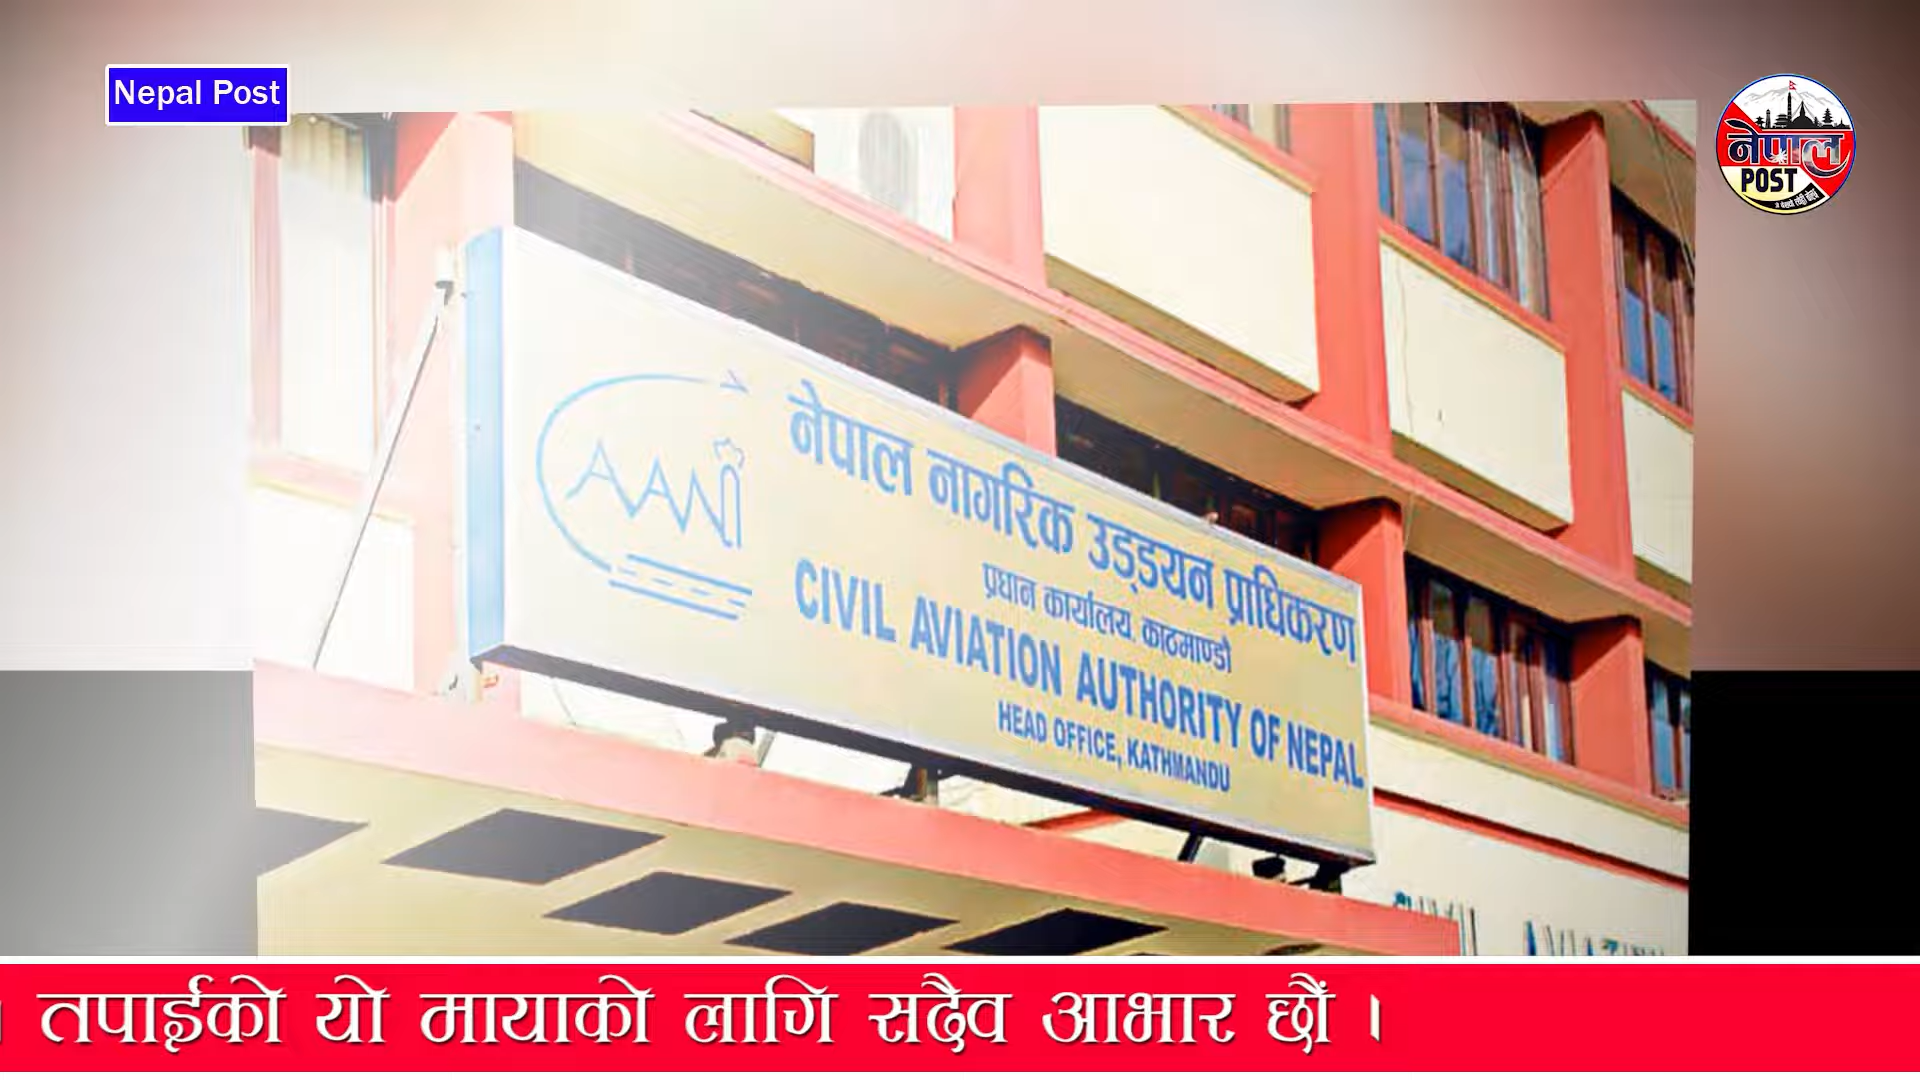 Nepal Post
नेपाल
POST
नेपाल नागरिक उड्डयन प्राधिकरण
प्रधान कार्यालय, काठमाण्डौ
CIVIL AVIATION AUTHORITY OF NEPAL
HEAD OFFICE, KATHMANDU
। तपाईको यो मायाको लागि सदैव आभार छौं ।